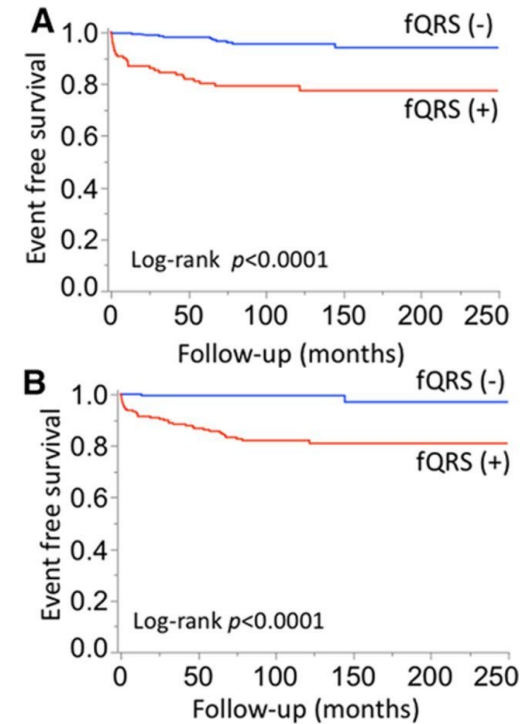 A
fQRS (-)
1.0
0.8
fQRS (+)
0.6
0.4
0.2
0.0
Event free survival
Log-rank p<0.0001
0 50 100 150 200 250
Follow-up (months)
B
fQRS (-)
1.0
0.8
fQRS (+)
0.6
0.4
0.2
0.0
Event free survival
Log-rank p<0.0001
0 50 100 150 200 250
Follow-up (months)